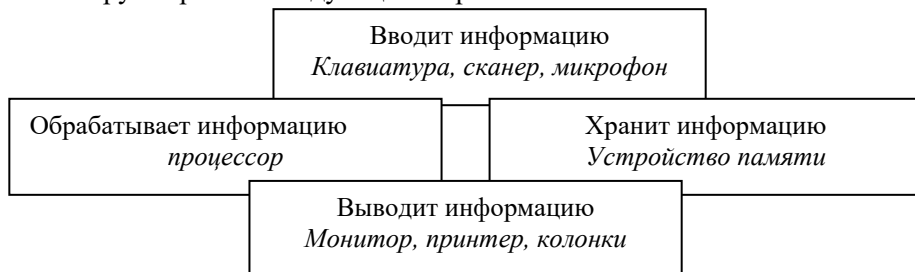 Вводит информацию
Клавиатура, сканер, микрофон
Обрабатывает информацию
процессор
Хранит информацию
Устройство памяти
Выводит информацию
Монитор, принтер, колонки